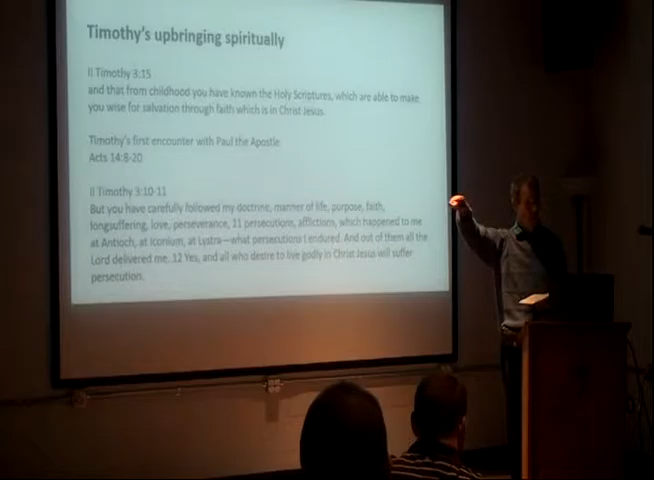 Timothy's upbringing spiritually
II Timothy 3:15
and that from childhood you have known the Holy Scriptures, which are able to make
you wise for salvation through faith which is in Christ Jesus.
Timothy's first encounter with Paul the Apostle
Acts 14:8-20
II Timothy 3:10-11
But you have carefully followed my doctrine, manner of life, purpose, faith,
longsuffering, love, perseverance, 11 persecutions, afflictions, which happened to me
at Antioch, at Iconium, at Lystra—what persecutions I endured. And out of them all the
Lord delivered me. 12 Yes, and all who desire to live godly in Christ Jesus will suffer
persecution.